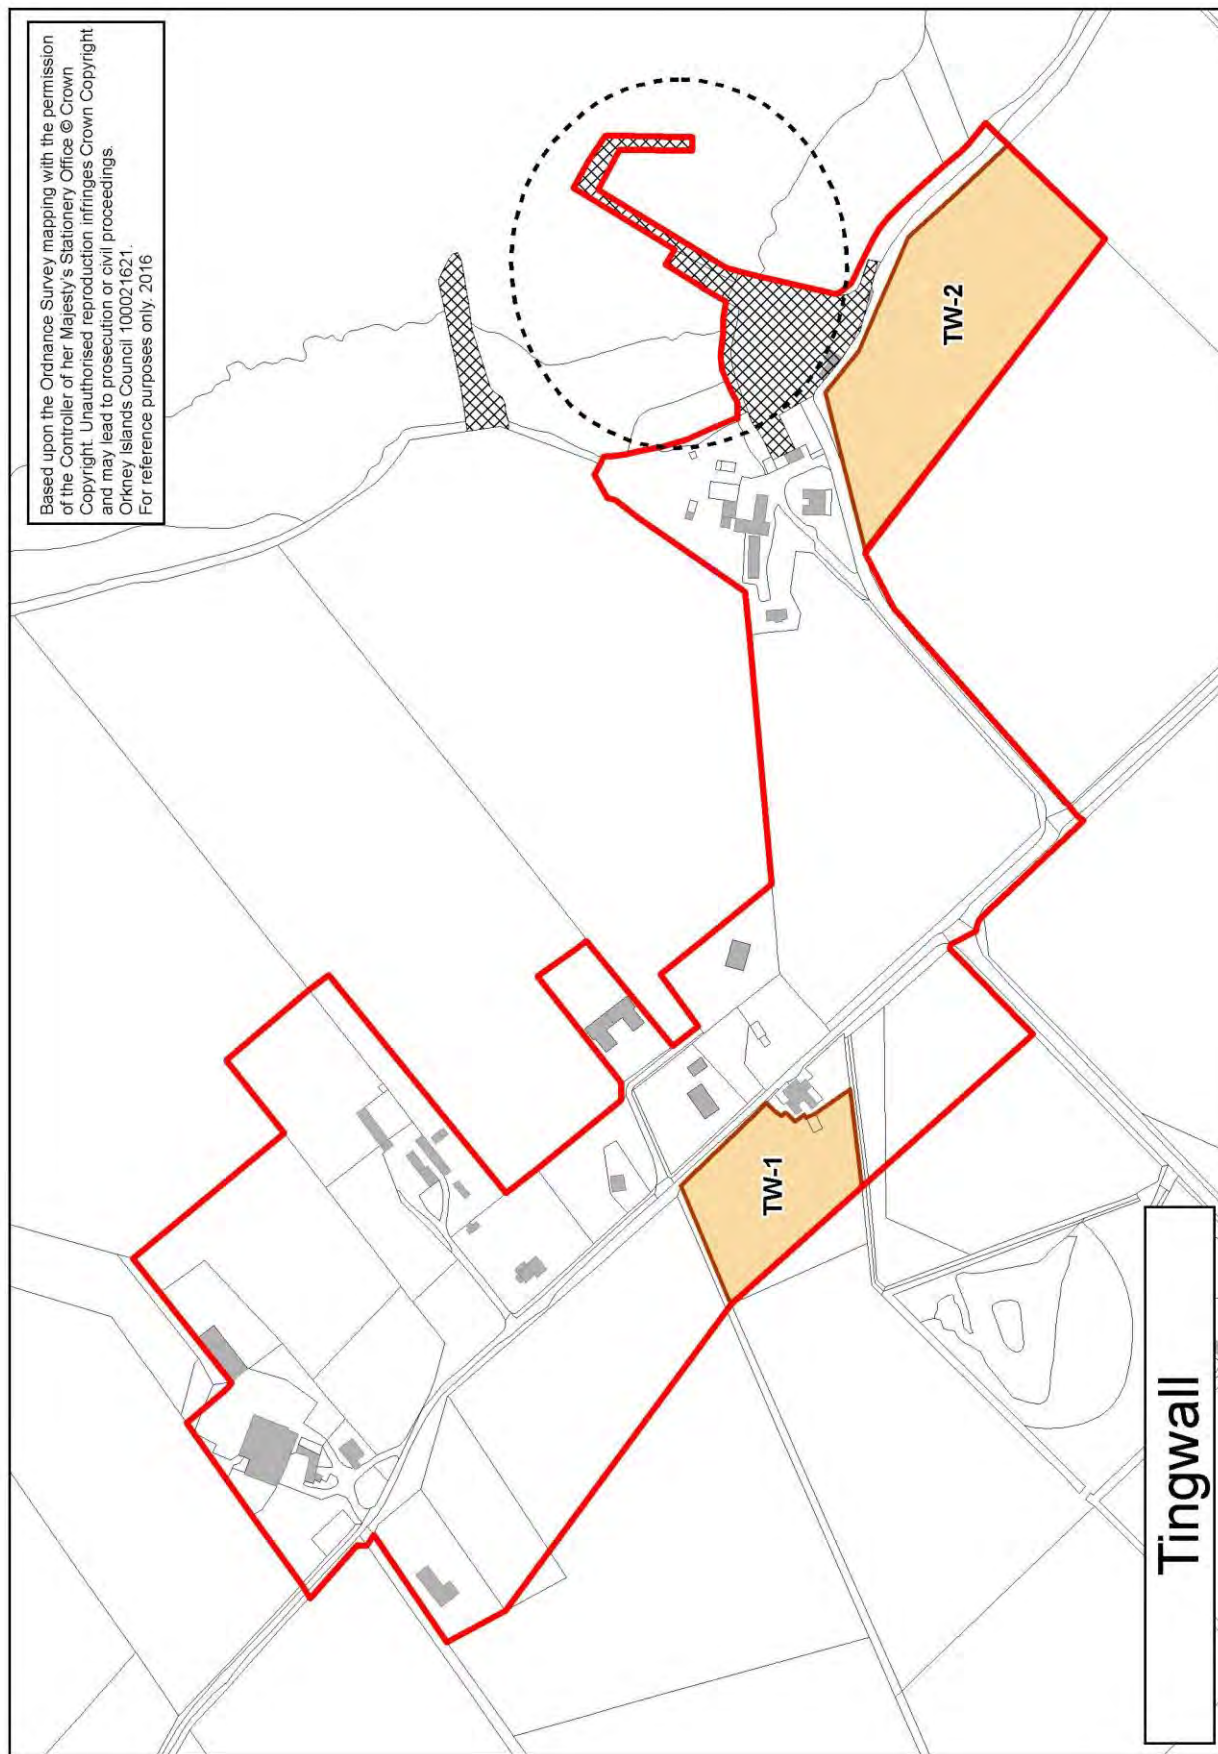 Based upon the Ordnance Survey mapping with the permission
of the Controller of her Majesty's Stationery Office © Crown
Copyright. Unauthorised reproduction infringes Crown Copyright
and may lead to prosecution or civil proceedings.
Orkney Islands Council 100021621.
For reference purposes only. 2016
TW-2
TW-1
Tingwall